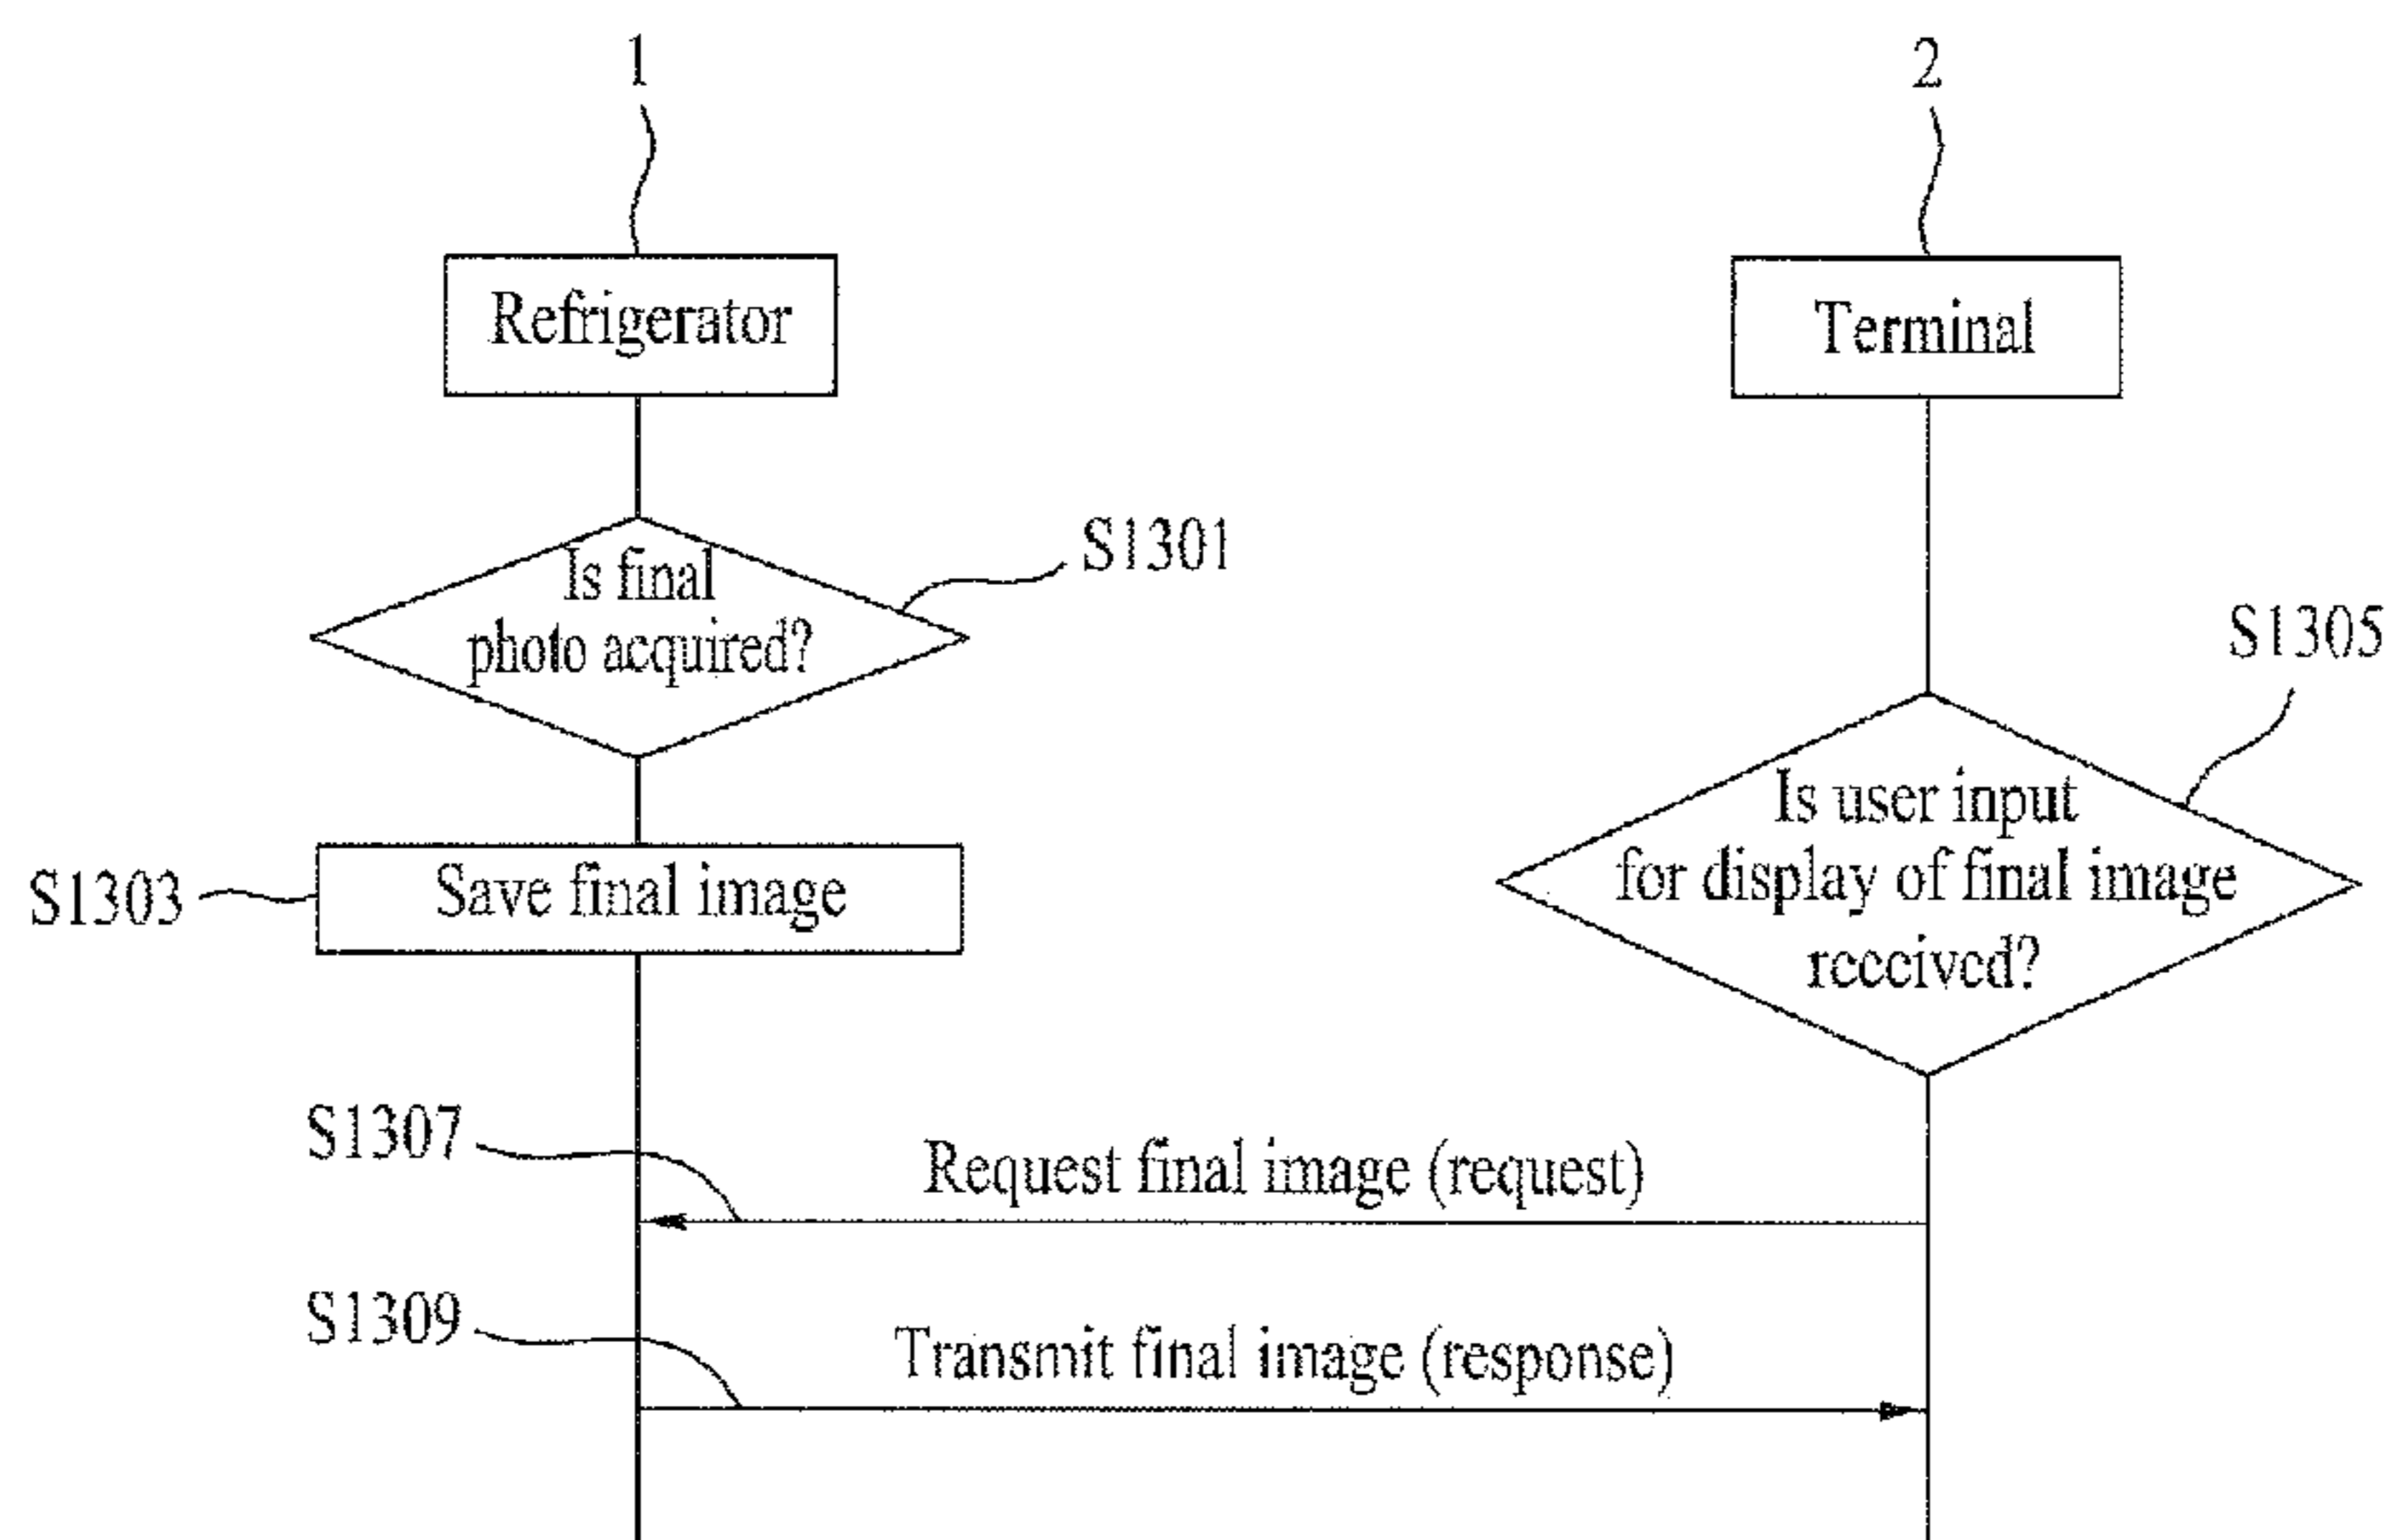 1
2
Refrigerator
Terminal
S1301
Is final
photo acquired?
S1305
Is user input
for display of final image
received?
S1303
Save final image
S1307
Request final image (request)
S1309
Transmit final image (response)